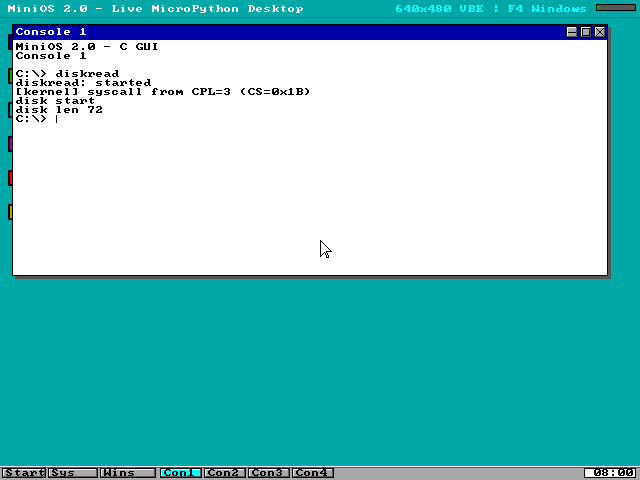 MiniOS 2.0 - Live MicroPython Desktop
640x480 VBE ¦ F4 Windows
Console 1
MiniOS 2.0 - C GUI
Console 1
C:\> diskread
diskread: started
[kernel] syscall from CPL=3 (CS=0x1B)
disk start
disk len 72
C:\>
Start Sys Wins Con1 Con2 Con3 Con4 08:00